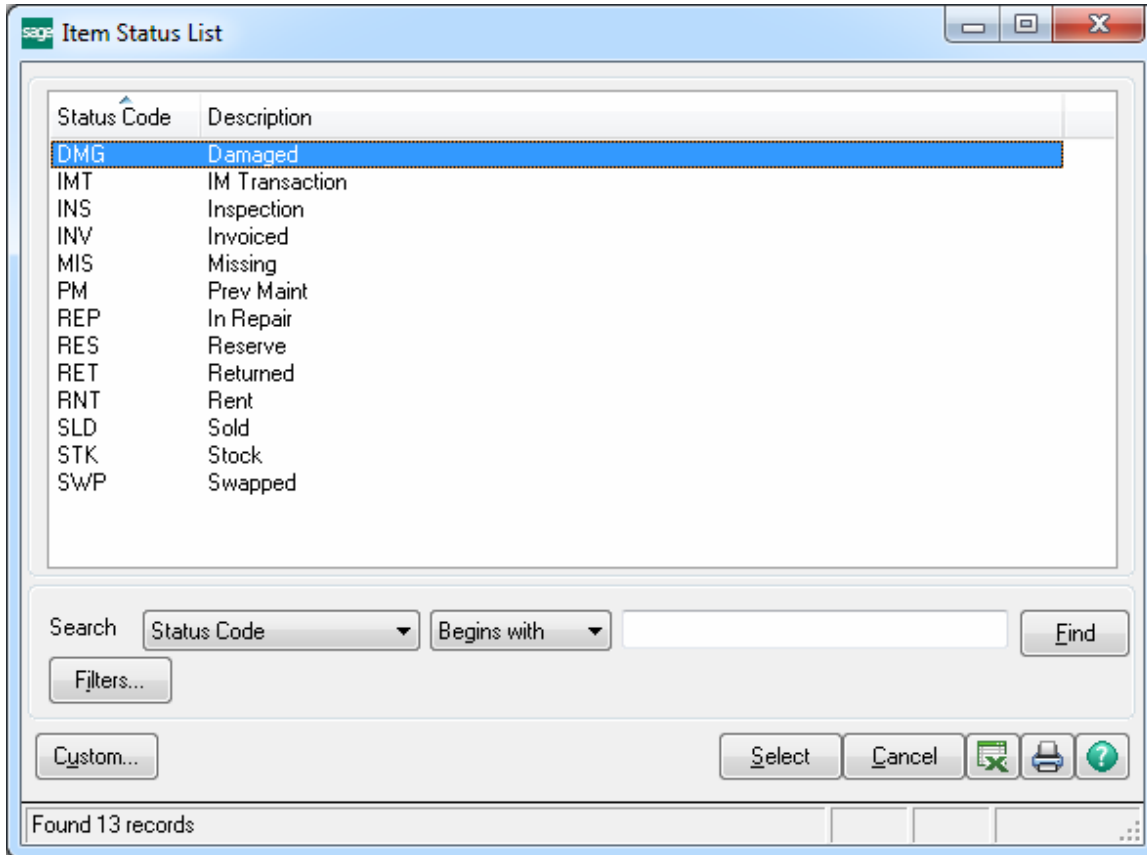 sage Item Status List
Status Code Description
DMG Damaged
IMT IM Transaction
INS Inspection
INV Invoiced
MIS Missing
PM Prev Maint
REP In Repair
RES Reserve
RET Returned
RNT Rent
SLD Sold
STK Stock
SWP Swapped
Search Status Code Begins with Find
Filters...
Custom... Select Cancel ?
Found 13 records